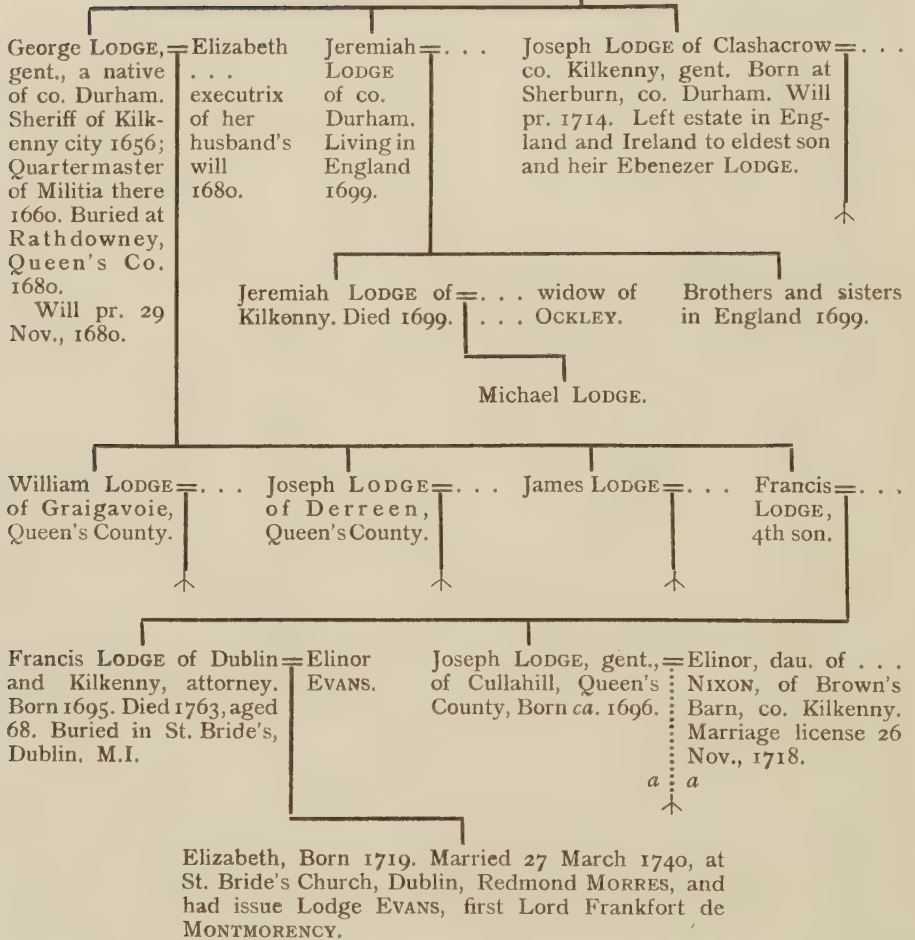 George LODGE,
gent., a native
of co. Durham.
Sheriff of Kilk-
enny city 1656;
Quartermaster
of Militia there
1660. Buried at
Rathdowney,
Queen's Co.
1680.
Will pr. 29
Nov., 1680.
=
Elizabeth
. . .
executrix
of her
husband's
will
1680.
Jeremiah
LODGE
of co.
Durham.
Living in
England
1699.
= . . .
Joseph LODGE of Clashacrow
co. Kilkenny, gent. Born at
Sherburn, co. Durham. Will
pr. 1714. Left estate in Eng-
land and Ireland to eldest son
and heir Ebenezer LODGE.
= . . .
Jeremiah LODGE of
Kilkenny. Died 1699.
= . . . widow of
. . . OCKLEY.
Brothers and sisters
in England 1699.
Michael LODGE.
William LODGE = . . .
of Graigavoie,
Queen's County.
Joseph LODGE = . . .
of Derreen,
Queen's County.
James LODGE = . . .
Francis = . . .
LODGE,
4th son.
Francis LODGE of Dublin
and Kilkenny, attorney.
Born 1695. Died 1763, aged
68. Buried in St. Bride's,
Dublin. M.I.
=
Elinor
EVANS.
Joseph LODGE, gent.,
of Cullahill, Queen's
County, Born ca. 1696.
=
Elinor, dau. of . . .
NIXON, of Brown's
Barn, co. Kilkenny.
Marriage license 26
Nov., 1718.
a a
Elizabeth, Born 1719. Married 27 March 1740, at
St. Bride's Church, Dublin, Redmond MORRES, and
had issue Lodge EVANS, first Lord Frankfort de
MONTMORENCY.